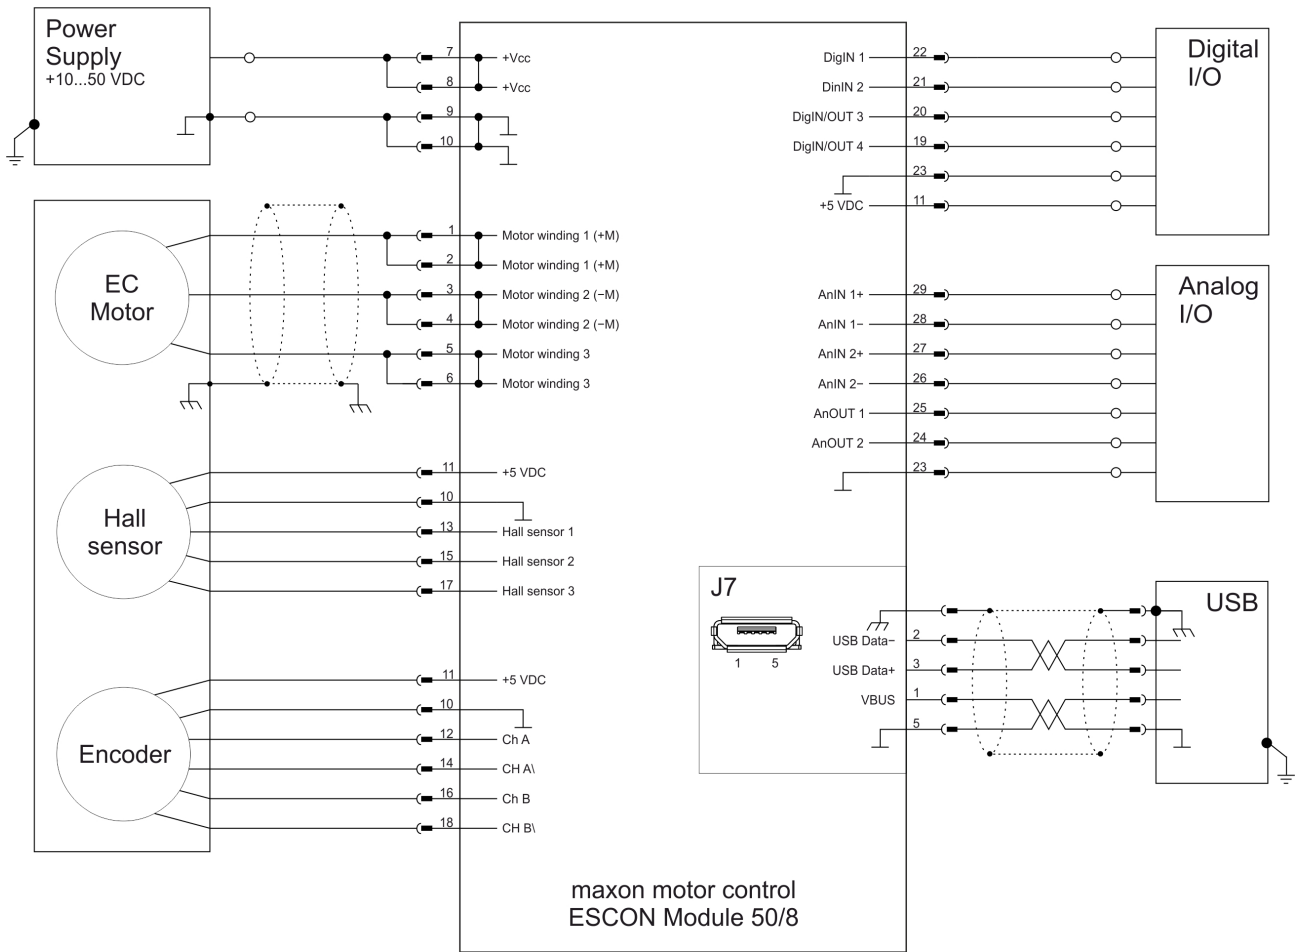 Power
Supply
+10...50 VDC
7
+Vcc
8
+Vcc
9
10
EC
Motor
1
Motor winding 1 (+M)
2
Motor winding 1 (+M)
3
Motor winding 2 (−M)
4
Motor winding 2 (−M)
5
Motor winding 3
6
Motor winding 3
Hall
sensor
11
+5 VDC
10
13
Hall sensor 1
15
Hall sensor 2
17
Hall sensor 3
Encoder
11
+5 VDC
10
12
Ch A
14
CH A\
16
Ch B
18
CH B\
DigIN 1
22
DinIN 2
21
DigIN/OUT 3
20
DigIN/OUT 4
19
23
+5 VDC
11
Digital
I/O
AnIN 1+
29
AnIN 1−
28
AnIN 2+
27
AnIN 2−
26
AnOUT 1
25
AnOUT 2
24
23
Analog
I/O
J7
1 5
USB Data−
2
USB Data+
3
VBUS
1
5
USB
maxon motor control
ESCON Module 50/8